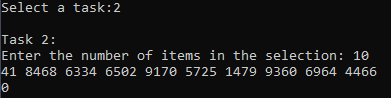 Select a task:2
Task 2:
Enter the number of items in the selection: 10
41 8468 6334 6502 9170 5725 1479 9360 6964 4466
0